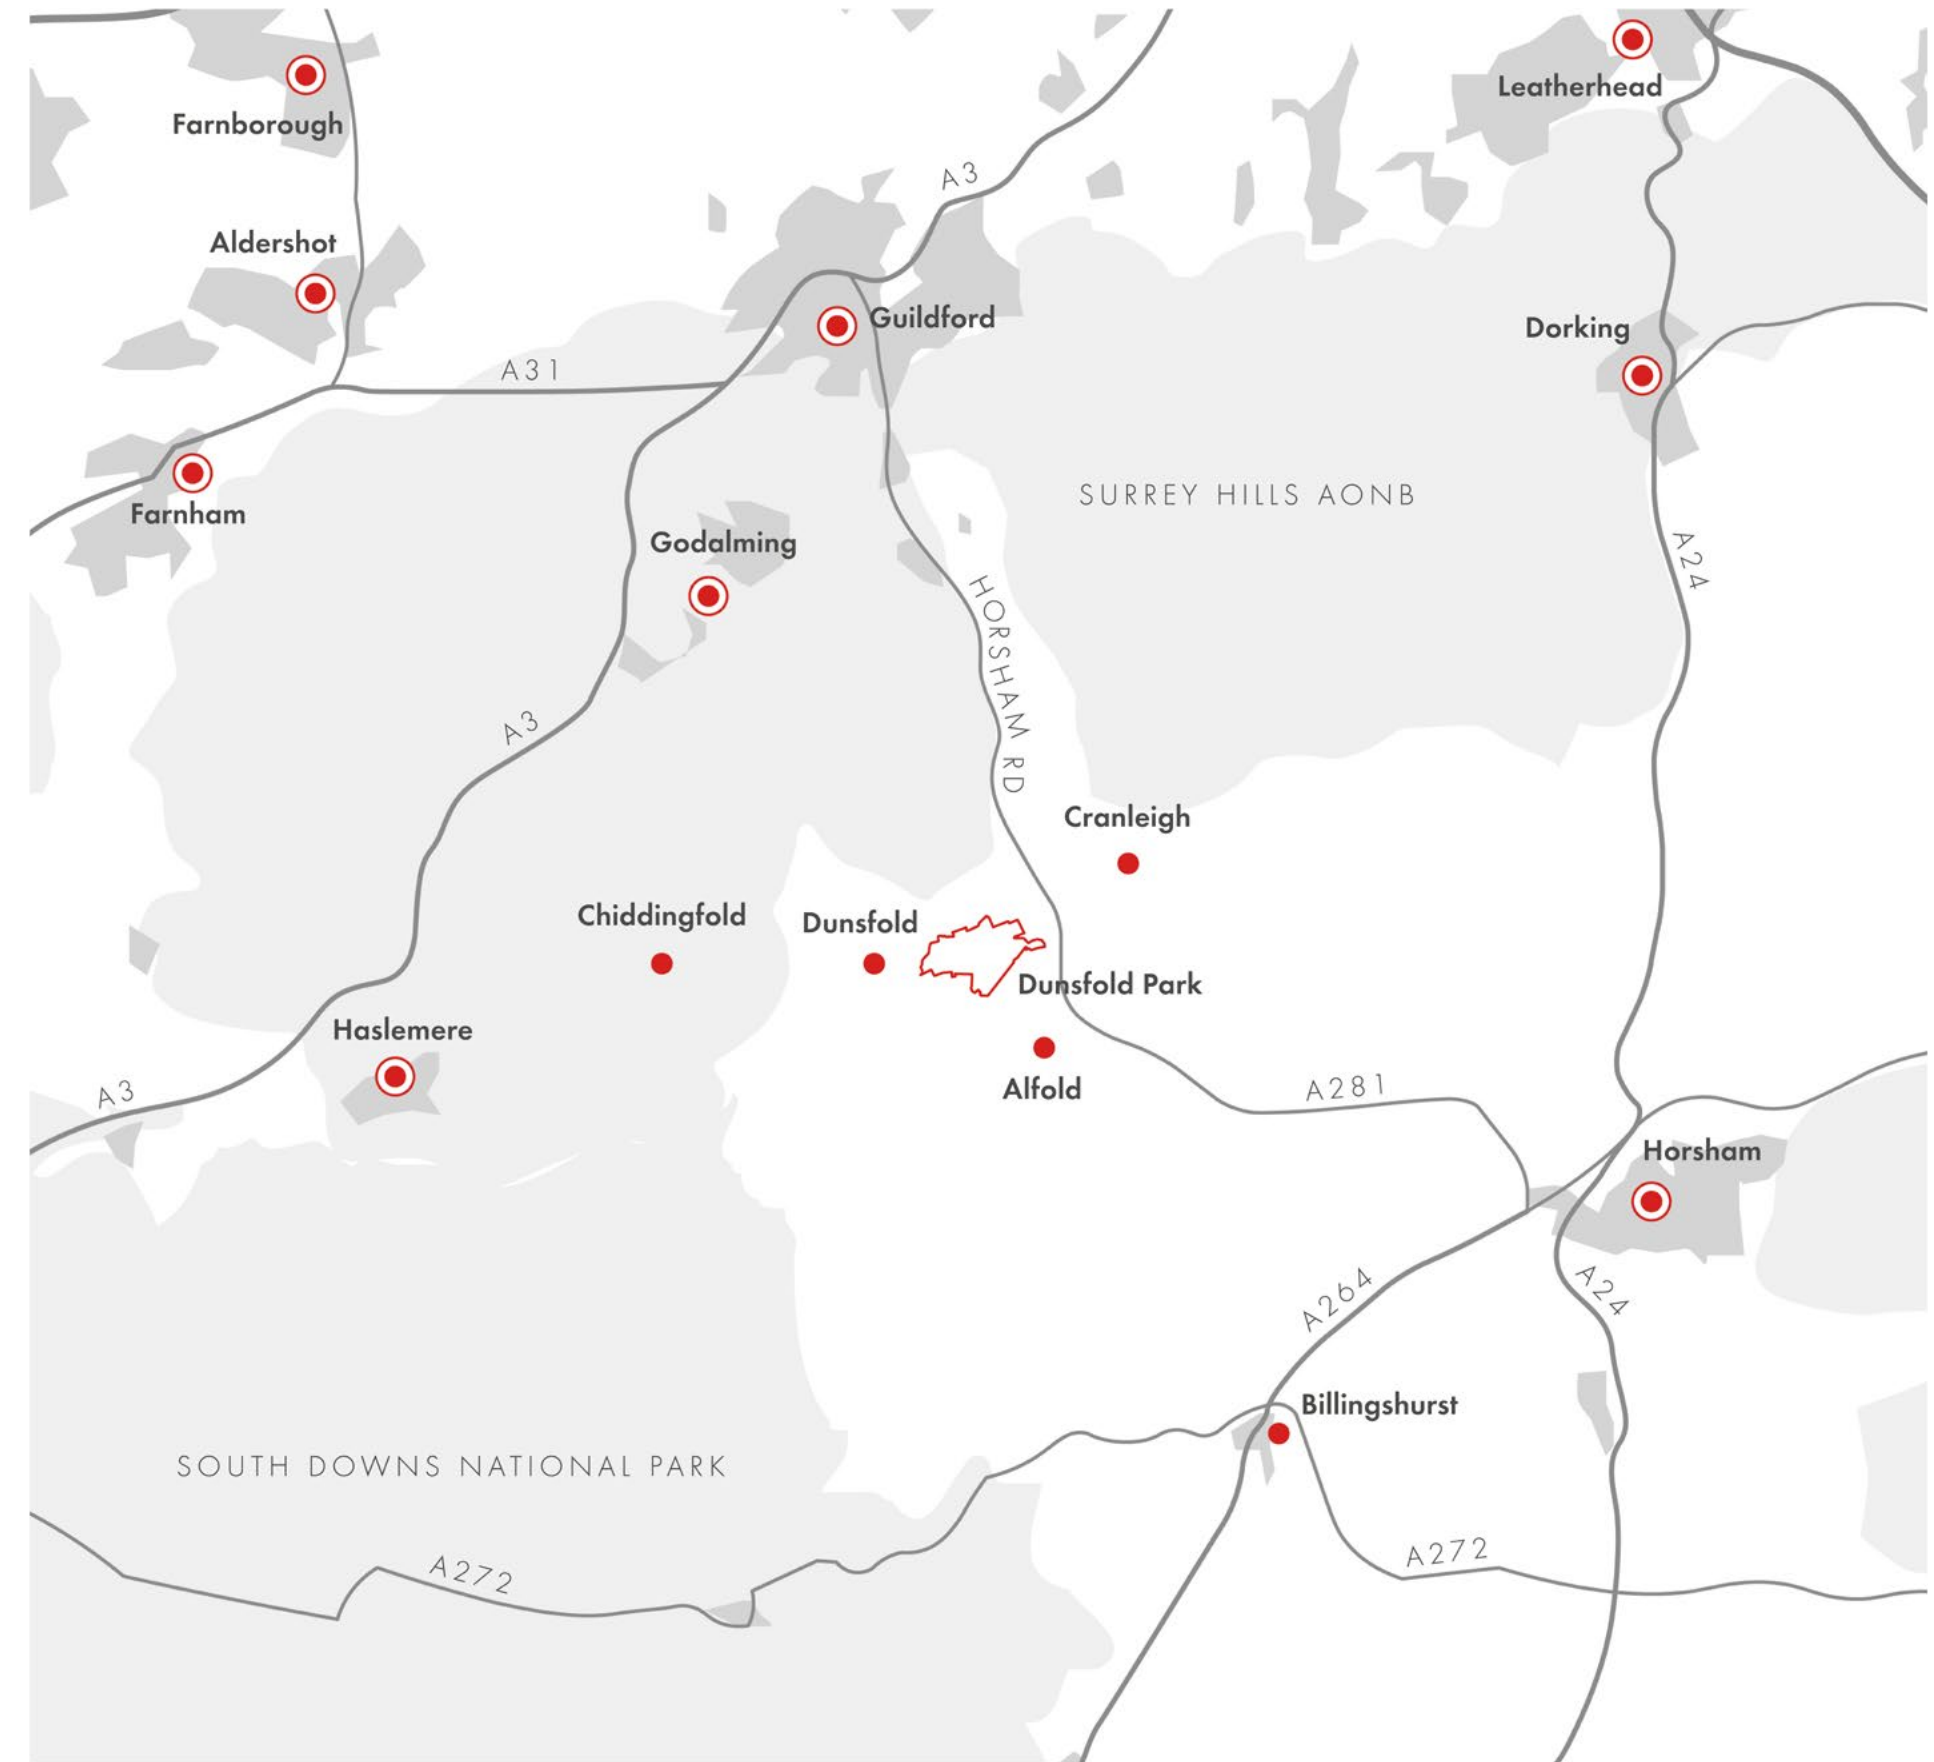 Leatherhead
Farnborough
A3
Aldershot
Guildford
Dorking
A31
SURREY HILLS AONB
Farnham
Godalming
A24
HORSHAM RD
A3
Cranleigh
Chiddingfold
Dunsfold
Dunsfold Park
Haslemere
A3
Alfold
A281
Horsham
A264
A24
Billingshurst
SOUTH DOWNS NATIONAL PARK
A272
A272